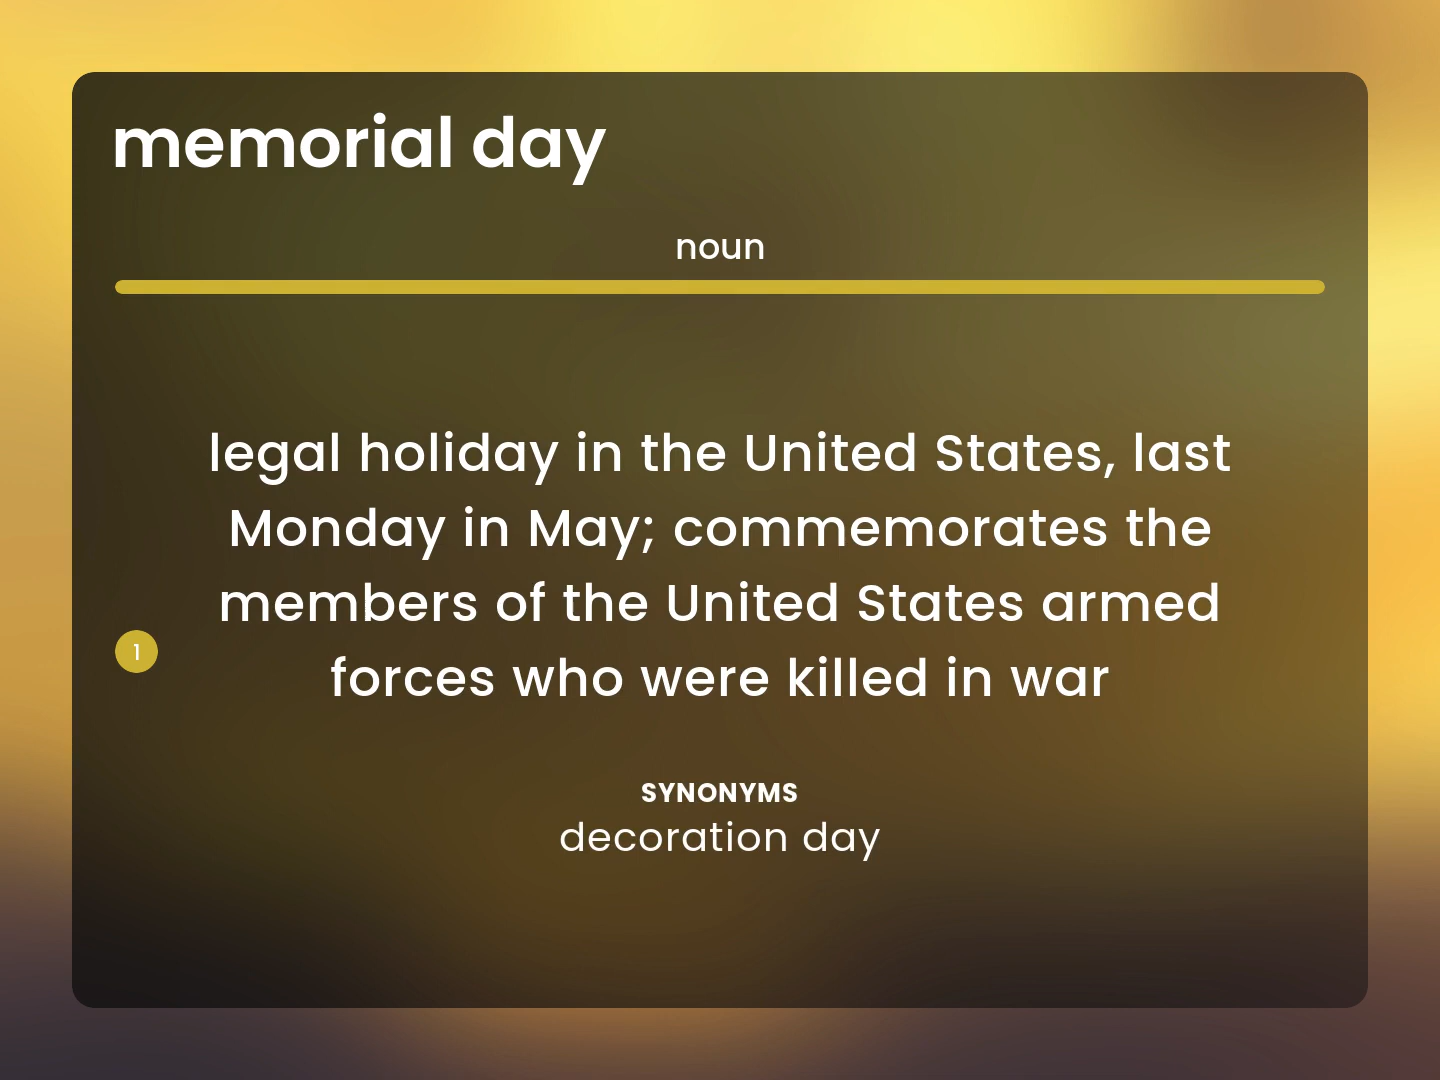 memorial day
noun
legal holiday in the United States, last
Monday in May; commemorates the
members of the United States armed
1
forces who were killed in war
SYNONYMS
decoration day